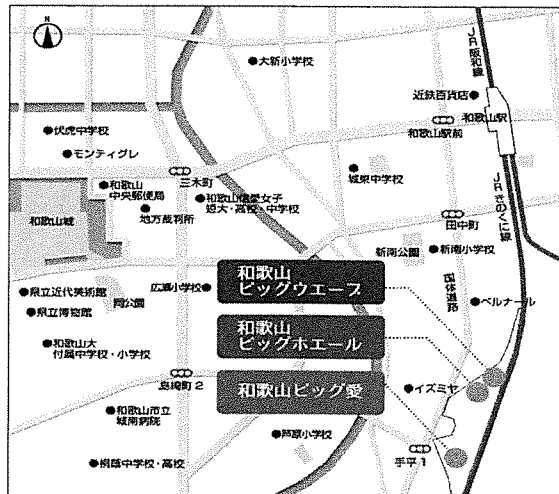 N
JR阪和線
大新小学校
近鉄百貨店
和歌山駅
和歌山駅前
伏虎中学校
モンティグレ
三木町
城東中学校
JRきのくに線
和歌山
中央郵便局
和歌山信愛女子
短大・高校・中学校
和歌山城
地方裁判所
田中町
新南公園
新南小学校
国体道路
和歌山
ビッグウエーブ
県立近代美術館
岡公園
広瀬小学校
ベルナール
県立博物館
和歌山
ビッグホエール
和歌山大
付属中学校・小学校
島崎町2
和歌山ビッグ愛
イズミヤ
和歌山市立
城南病院
芦原小学校
手平1
桐蔭中学校・高校